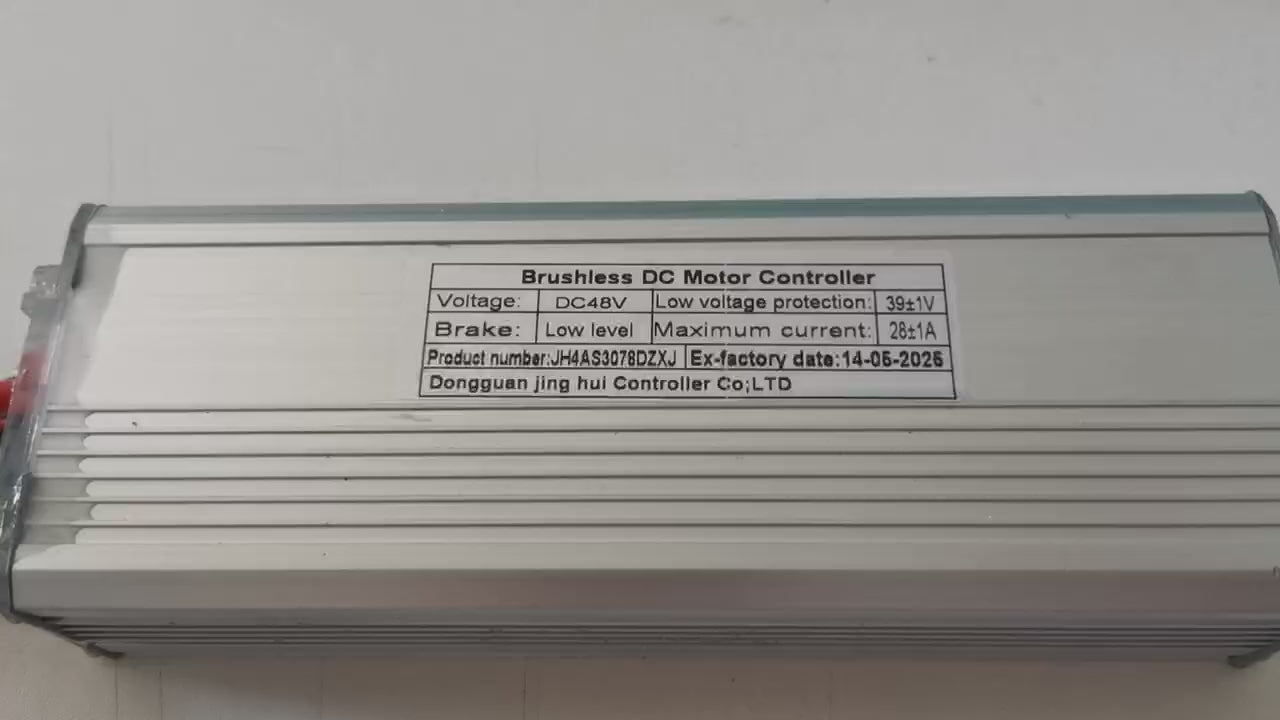 Brushless DC Motor Controller
Voltage: DC48V Low voltage protection: 39±1V
Brake: Low level Maximum current: 28±1A
Product number:JH4AS3078DZXJ Ex-factory date:14-05-2025
Dongguan jing hui Controller Co;LTD